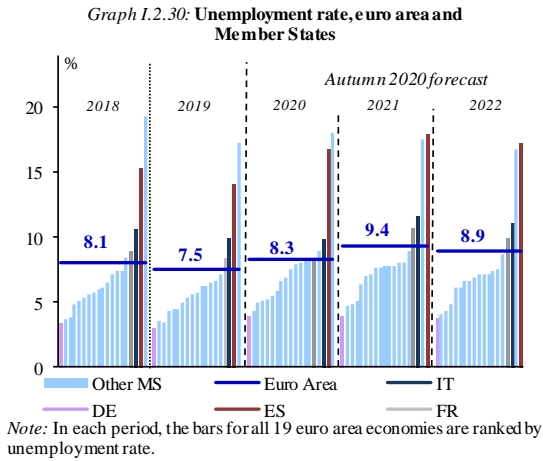 Graph I.2.30: Unemployment rate, euro area and
Member States
%
Autumn 2020 forecast
2018 2019 2020 2021 2022
20
15
10
5
0
8.1 7.5 8.3 9.4 8.9
Other MS Euro Area IT
DE ES FR
Note: In each period, the bars for all 19 euro area economies are ranked by
unemployment rate.